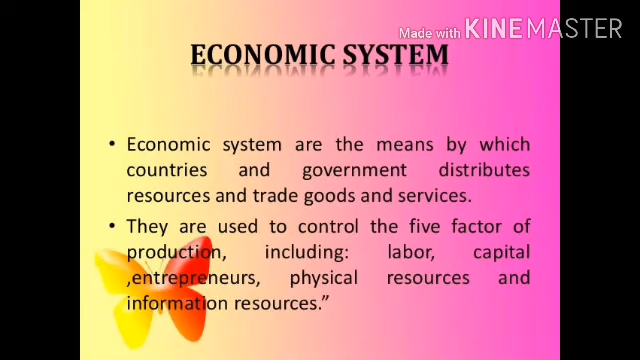 Made with KINEMASTER
ECONOMIC SYSTEM
• Economic system are the means by which
countries and government distributes
resources and trade goods and services.
• They are used to control the five factor of
production, including: labor, capital
,entrepreneurs, physical resources and
information resources.”